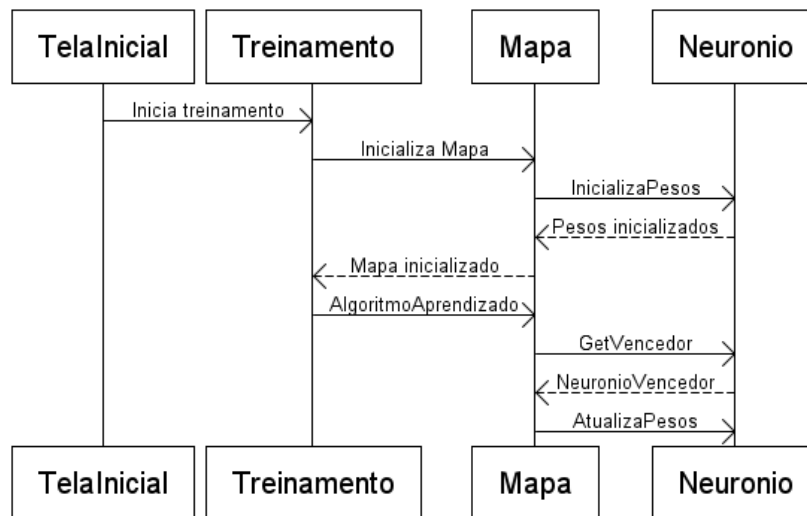 TelaInicial
Treinamento
Mapa
Neuronio
Inicia treinamento
Inicializa Mapa
InicializaPesos
Pesos inicializados
Mapa inicializado
AlgoritmoAprendizado
GetVencedor
NeuronioVencedor
AtualizaPesos
TelaInicial
Treinamento
Mapa
Neuronio